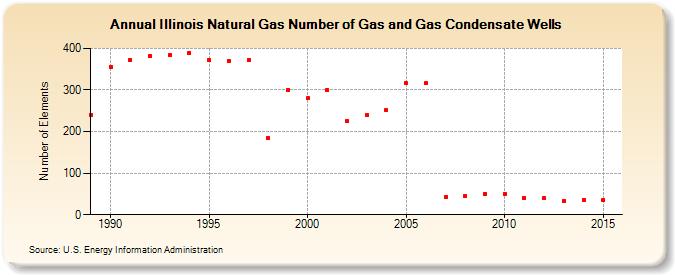 Annual Illinois Natural Gas Number of Gas and Gas Condensate Wells
Number of Elements
400
300
200
100
0
1990 1995 2000 2005 2010 2015
Source: U.S. Energy Information Administration